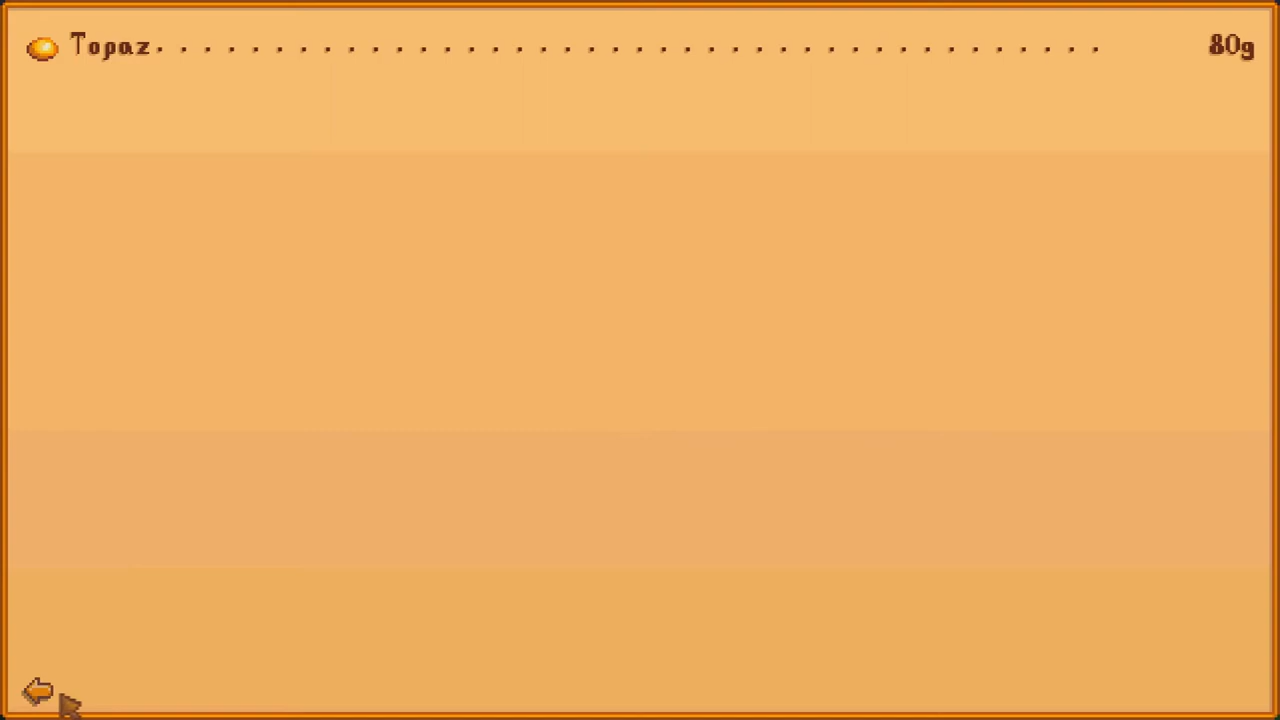 Topaz. . . . . . . . . . . . . . . . . . . . . . . . . . . . . . . . . . . . . . . . 80g